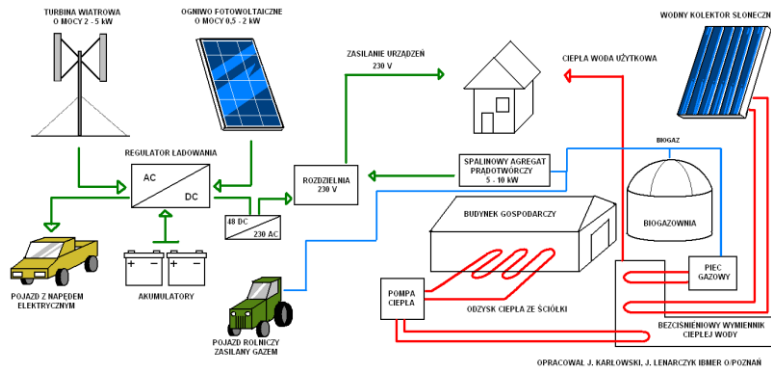 TURBINA WIATROWA
O MOCY 2 - 5 kW
OGNIWO FOTOWOLTAICZNE
O MOCY 0,5 - 2 kW
WODNY KOLEKTOR SŁONECZN
ZASILANIE URZĄDZEŃ
230 V
CIEPŁA WODA UŻYTKOWA
REGULATOR ŁADOWANIA
AC
DC
ROZDZIELNIA
230 V
SPALINOWY AGREGAT
PRĄDOTWÓRCZY
5 - 10 kW
BIOGAZ
48 DC
230 AC
BUDYNEK GOSPODARCZY
BIOGAZOWNIA
PIEC
GAZOWY
POMPA
CIEPŁA
ODZYSK CIEPŁA ZE ŚCIÓŁKI
POJAZD Z NAPĘDEM
ELEKTRYCZNYM
AKUMULATORY
POJAZD ROLNICZY
ZASILANY GAZEM
BEZCIŚNIENIOWY WYMIENNIK
CIEPLEJ WODY
OPRACOWAŁ J. KARŁOWSKI, J. LENARCZYK IBMER O/POZNAŃ